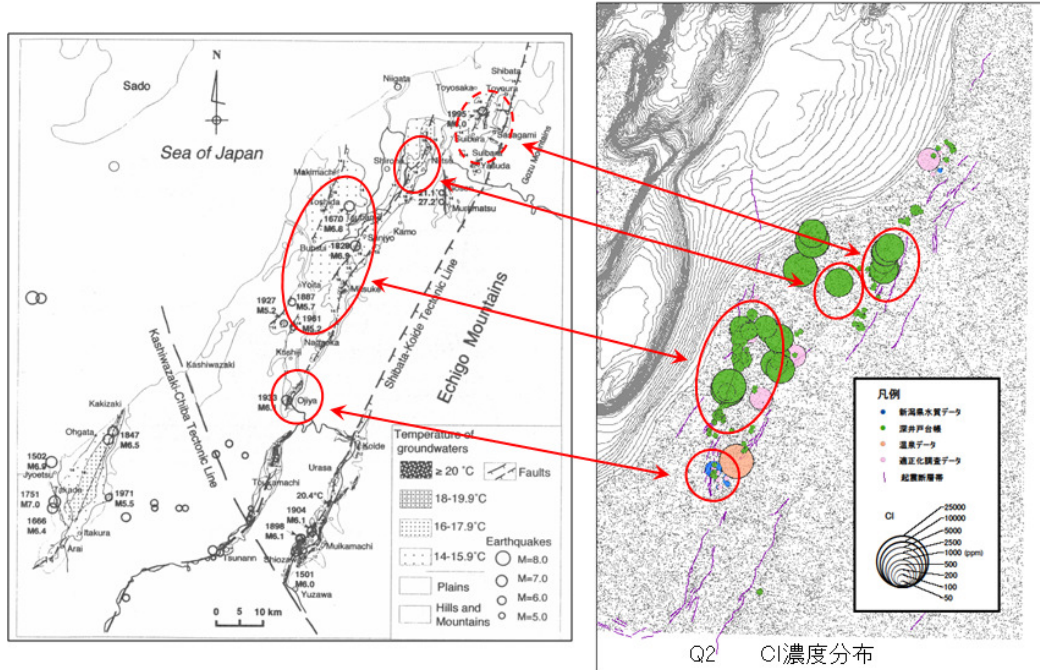 Sado
N
Niigata
Shibata
Toyosaka
Toyoura
1995
Sasagami
Suibara
Yasuda
Gozu Mountains
Sea of Japan
Shirone
Niitsu
Makimachi
21.1°C
27.2°C
Muramatsu
Yoshida
1670
M6.8
Kamo
Sanjyo
1828
M6.9
Yoita
Mitsuke
1887
M5.7
1927
M5.2
1961
M5.2
Nagaoka
Koshiji
Kashiwazaki
Shibata-Koide Tectonic Line
Echigo Mountains
Kashiwazaki-Chiba Tectonic Line
1933
Ojiya
Kakizaki
Koide
Ohgata
1847
M6.5
1502
M6.9
Jyoetsu
Urasa
Toukamachi
20.4°C
1751
M7.0
Takada
1971
M5.5
1904
M6.1
1666
M6.4
1898
M6.1
Muikamachi
Itakura
Arai
Tsunann
Shiozawa
1501
M6.0
Yuzawa
0 5 10 km
Temperature of
groundwaters
≥ 20 °C
Faults
18-19.9°C
16-17.9°C
14-15.9°C
Earthquakes
M=8.0
M=7.0
M=6.0
M=5.0
Plains
Hills and
Mountains
凡例
新潟県水質データ
深井戸台帳
温泉データ
適正化調査データ
起震断層帯
Cl
25000
10000
5000
2500
1000 (ppm)
500
200
100
50
Q2 Cl濃度分布